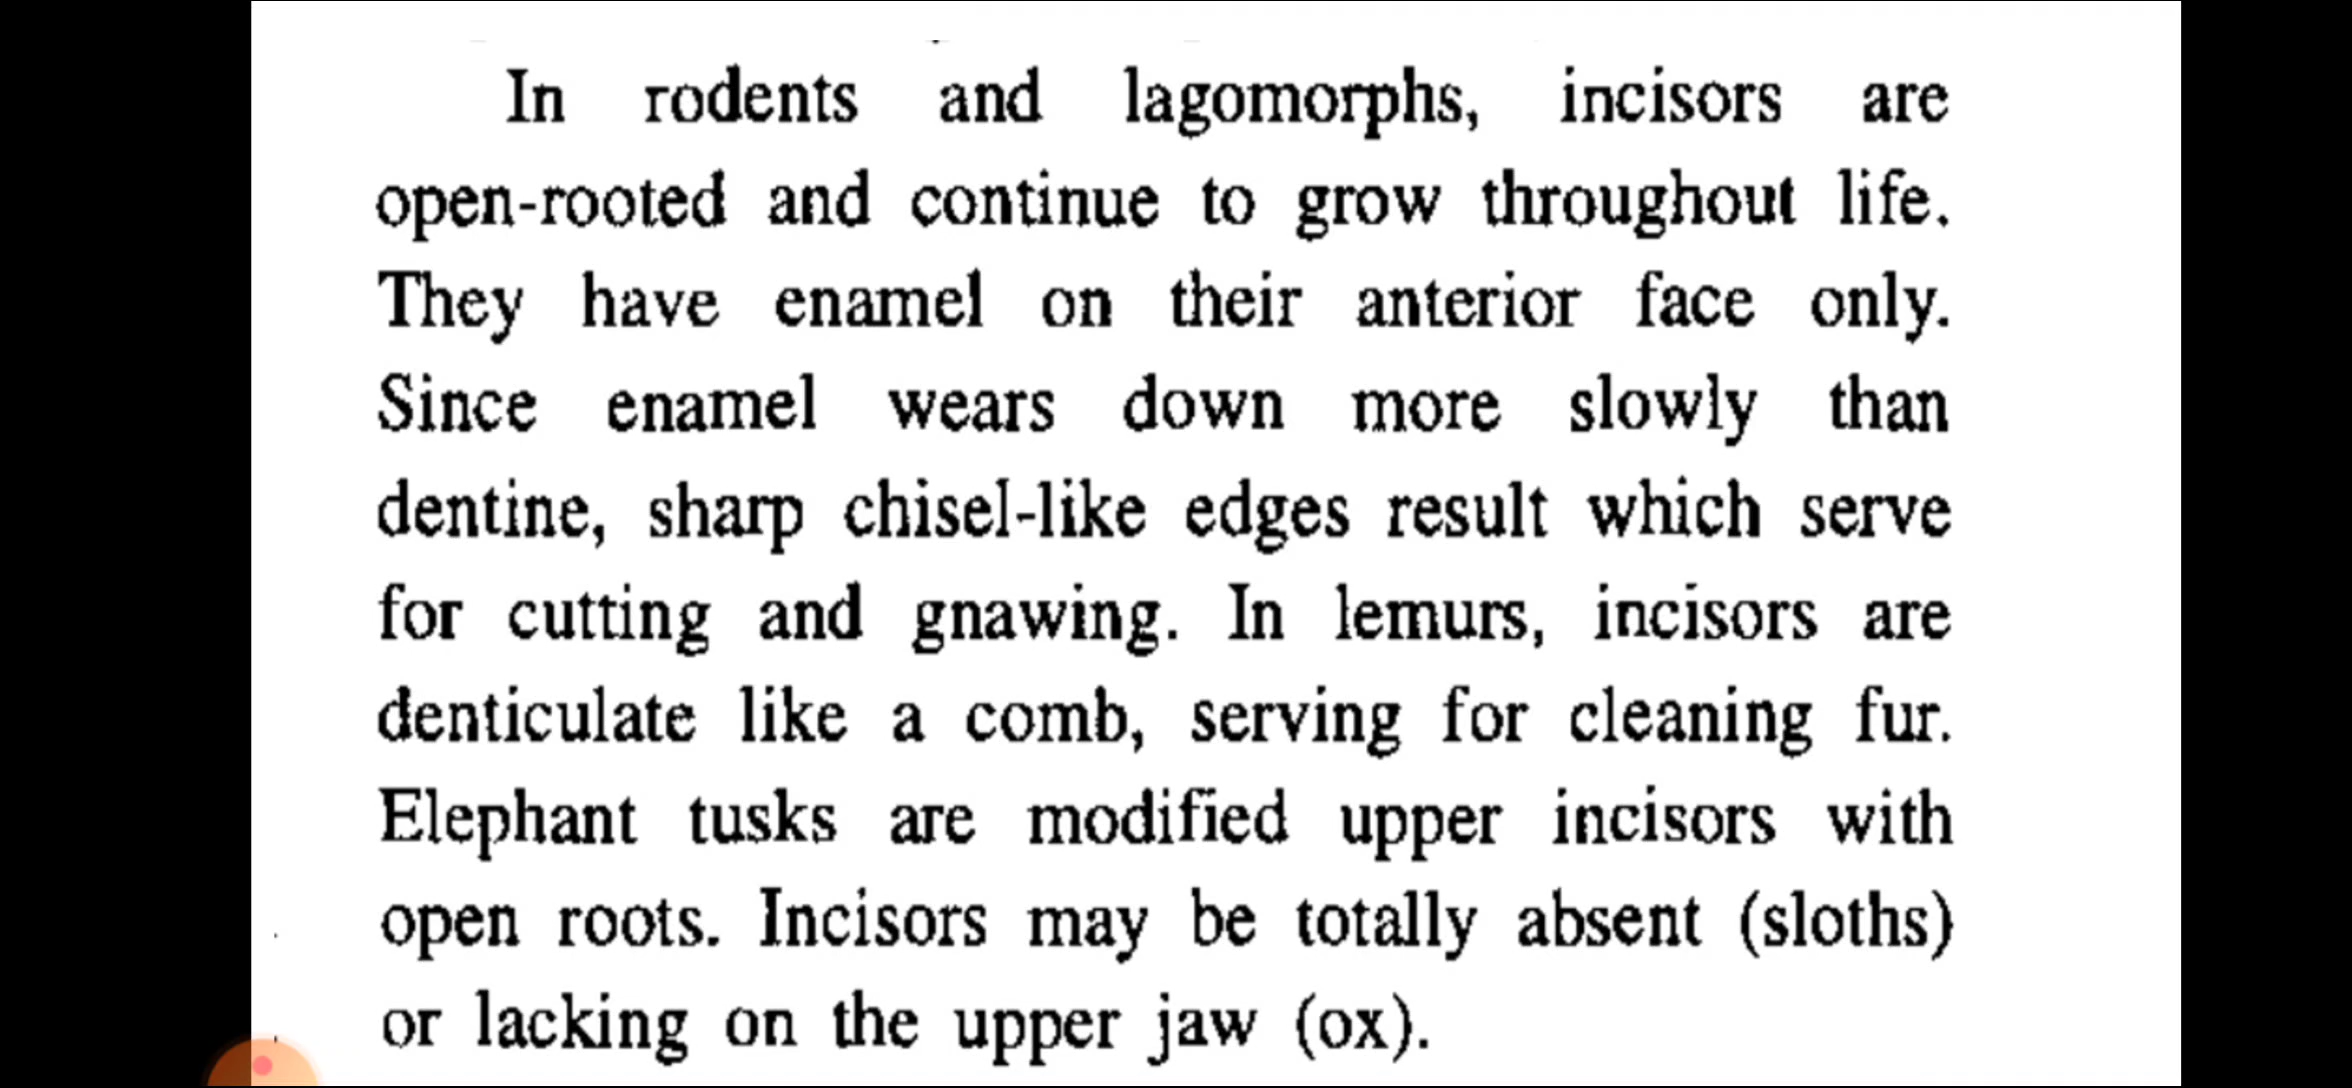 In rodents and lagomorphs, incisors are
open-rooted and continue to grow throughout life.
They have enamel on their anterior face only.
Since enamel wears down more slowly than
dentine, sharp chisel-like edges result which serve
for cutting and gnawing. In lemurs, incisors are
denticulate like a comb, serving for cleaning fur.
Elephant tusks are modified upper incisors with
open roots. Incisors may be totally absent (sloths)
or lacking on the upper jaw (ox).